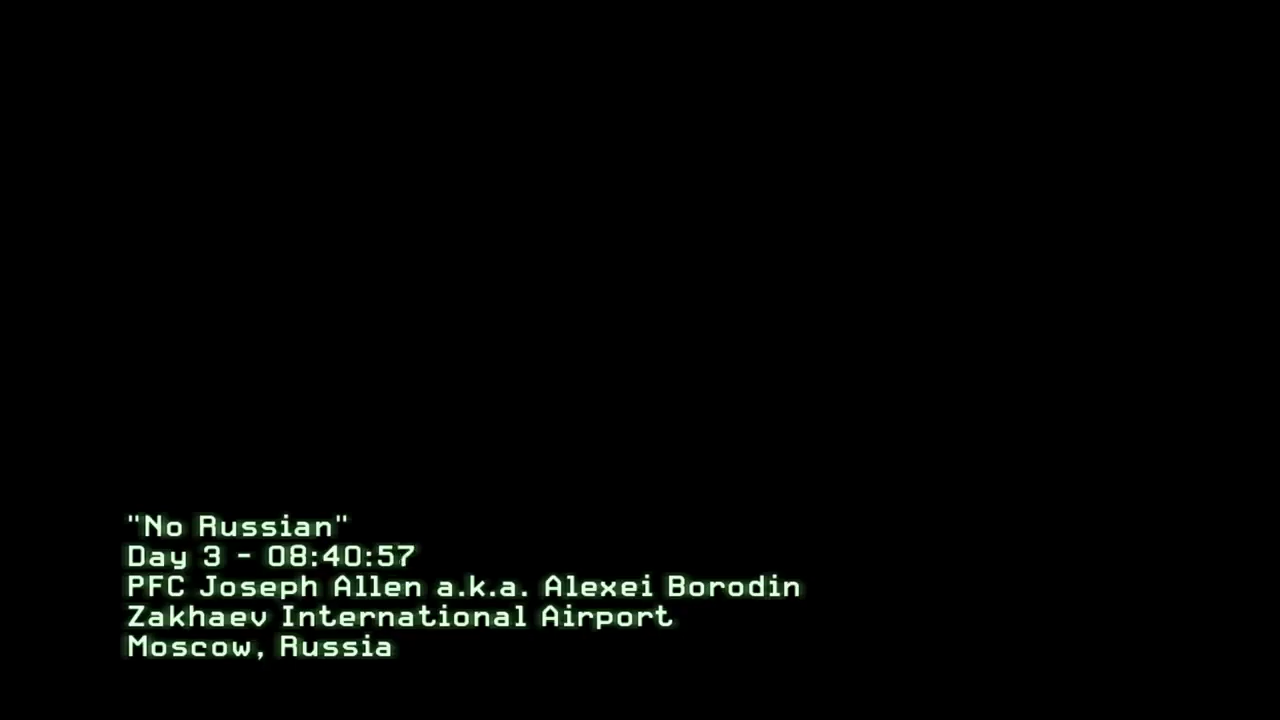 "No Russian"
Day 3 - 08:40:57
PFC Joseph Allen a.k.a. Alexei Borodin
Zakhaev International Airport
Moscow, Russia